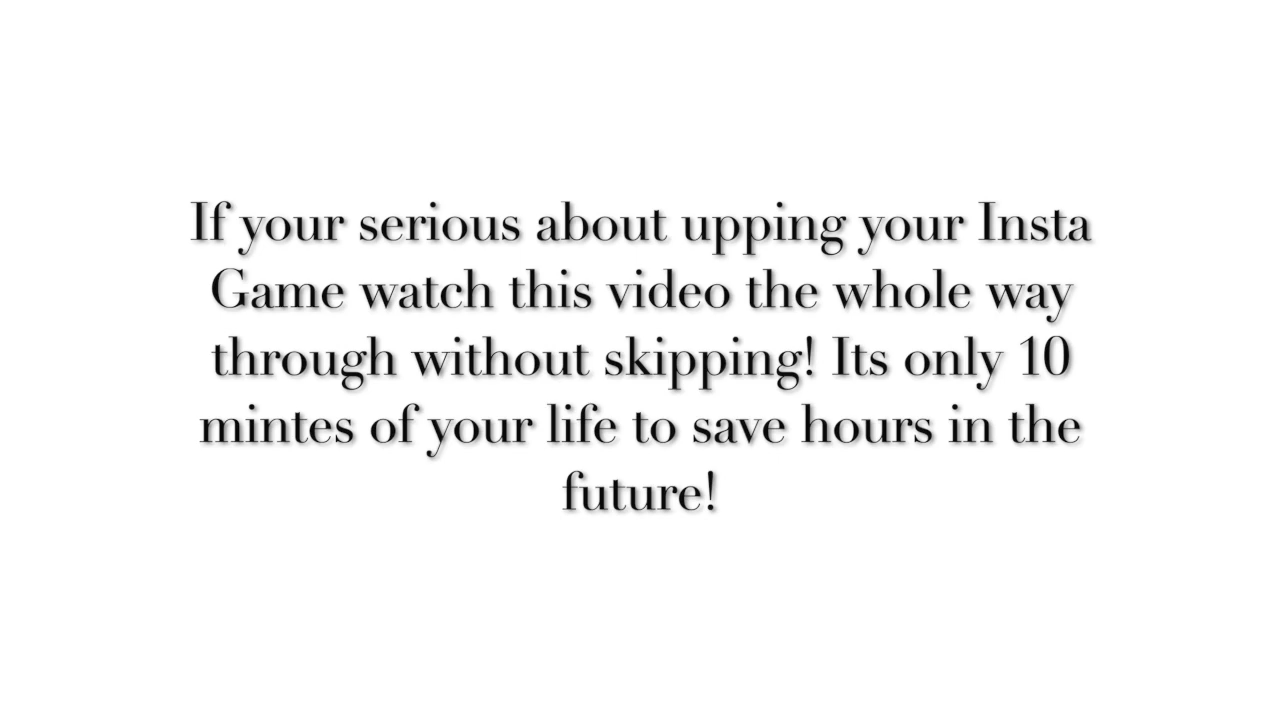 If your serious about upping your Insta
Game watch this video the whole way
through without skipping! Its only 10
mintes of your life to save hours in the
future!